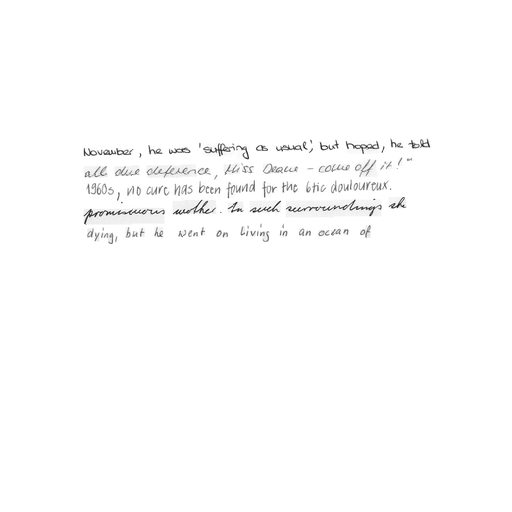 November, he was 'suffering as usual', but hoped, he told
all due deference, Miss Deane - come off it!"
1960s, no cure has been found for the btic douloureux.
promiscuous mother. In such surroundings she
dying, but he went on living in an ocean of